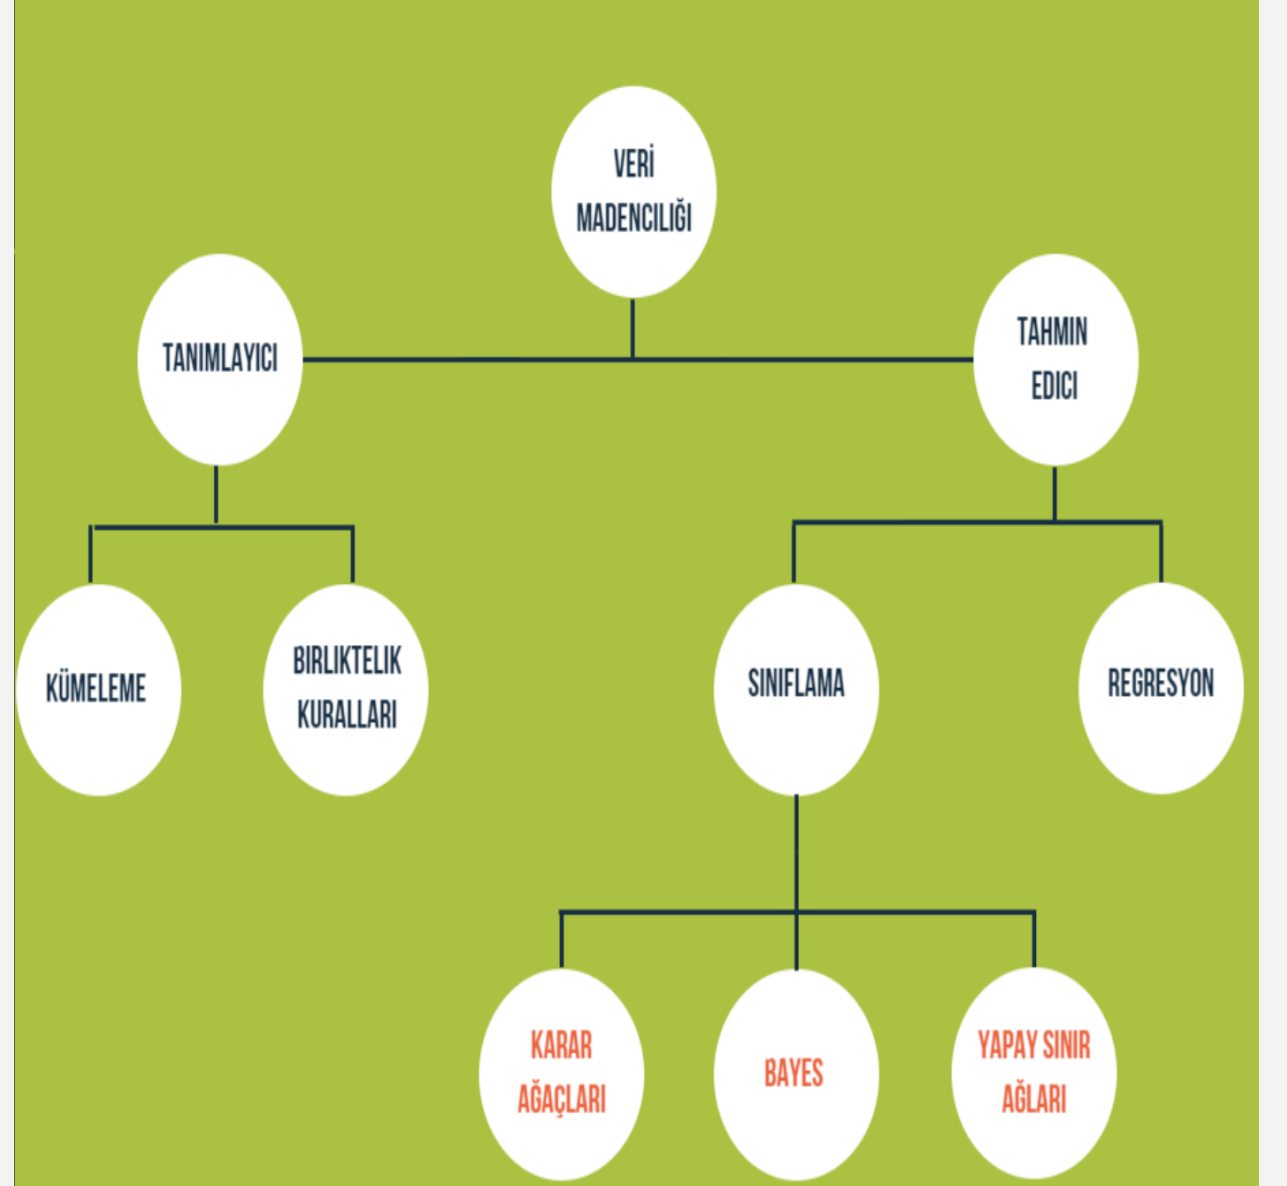 VERİ
MADENCILIĞI
TANIMLAYICI
TAHMIN
EDICI
KÜMELEME
BIRLIKTELIK
KURALLARI
SINIFLAMA
REGRESYON
KARAR
AĞAÇLARI
BAYES
YAPAY SINIR
AĞLARI